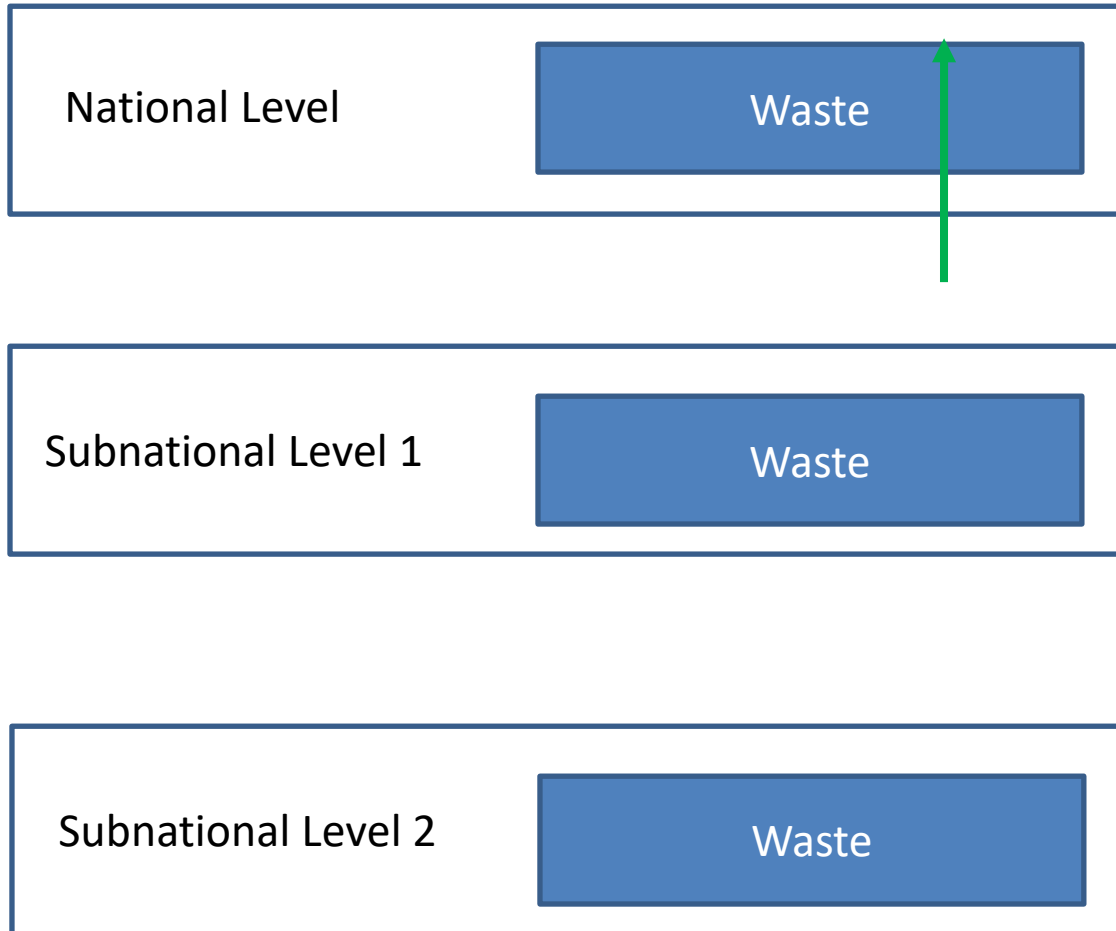 National Level
Waste
Subnational Level 1
Waste
Subnational Level 2
Waste